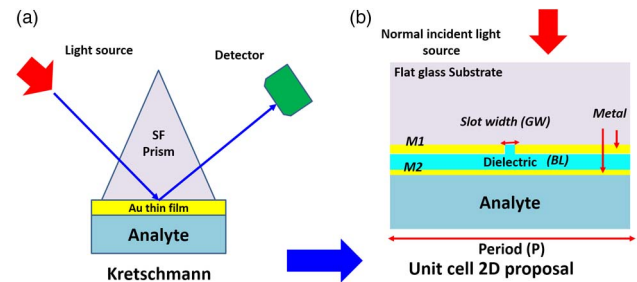 (a)
Light source
Detector
SF
Prism
Au thin film
Analyte
Kretschmann
(b)
Normal incident light
source
Flat glass Substrate
Slot width (GW)
Metal
M1
Dielectric (BL)
M2
Analyte
Period (P)
Unit cell 2D proposal